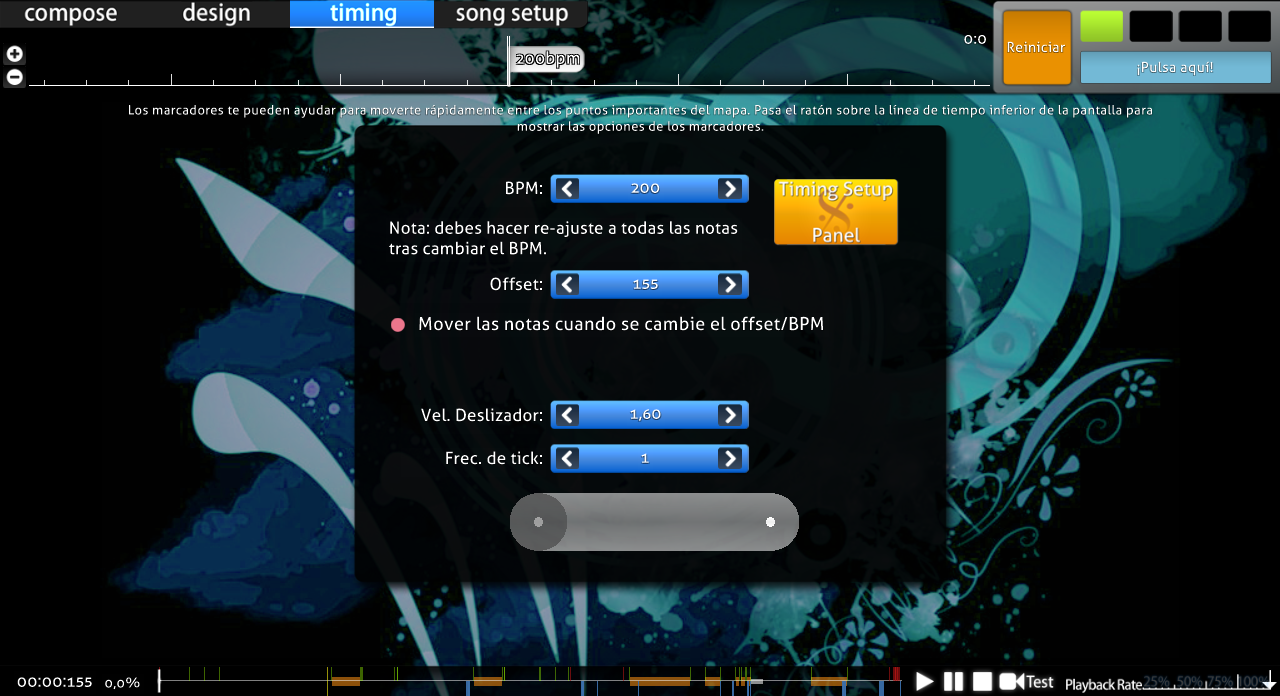 compose design timing song setup
200bpm
0:0
Reiniciar
¡Pulsa aquí!
Los marcadores te pueden ayudar para moverte rápidamente entre los puntos importantes del mapa. Pasa el ratón sobre la línea de tiempo inferior de la pantalla para
mostrar las opciones de los marcadores.
BPM: 200
Timing Setup
Panel
Nota: debes hacer re-ajuste a todas las notas
tras cambiar el BPM.
Offset: 155
Mover las notas cuando se cambie el offset/BPM
Vel. Deslizador: 1,60
Frec. de tick: 1
00:00:155 0,0% Test Playback Rate 25% 50% 75% 100%